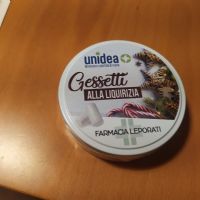 unidea
Gessetti
ALLA LIQUIRIZIA
FARMACIA LEPORATI